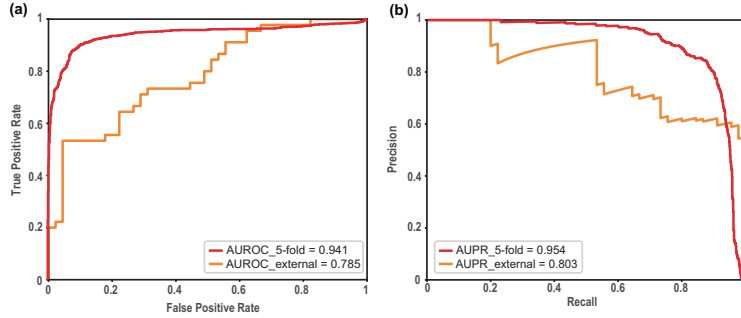 (a)
1
0.8
0.6
0.4
0.2
0
True Positive Rate
AUROC_5-fold = 0.941
AUROC_external = 0.785
0.2
0.4
0.6
0.8
1
False Positive Rate
(b)
1
0.8
0.6
0.4
0.2
0
Precision
AUPR_5-fold = 0.954
AUPR_external = 0.803
0
0.2
0.4
0.6
0.8
Recall